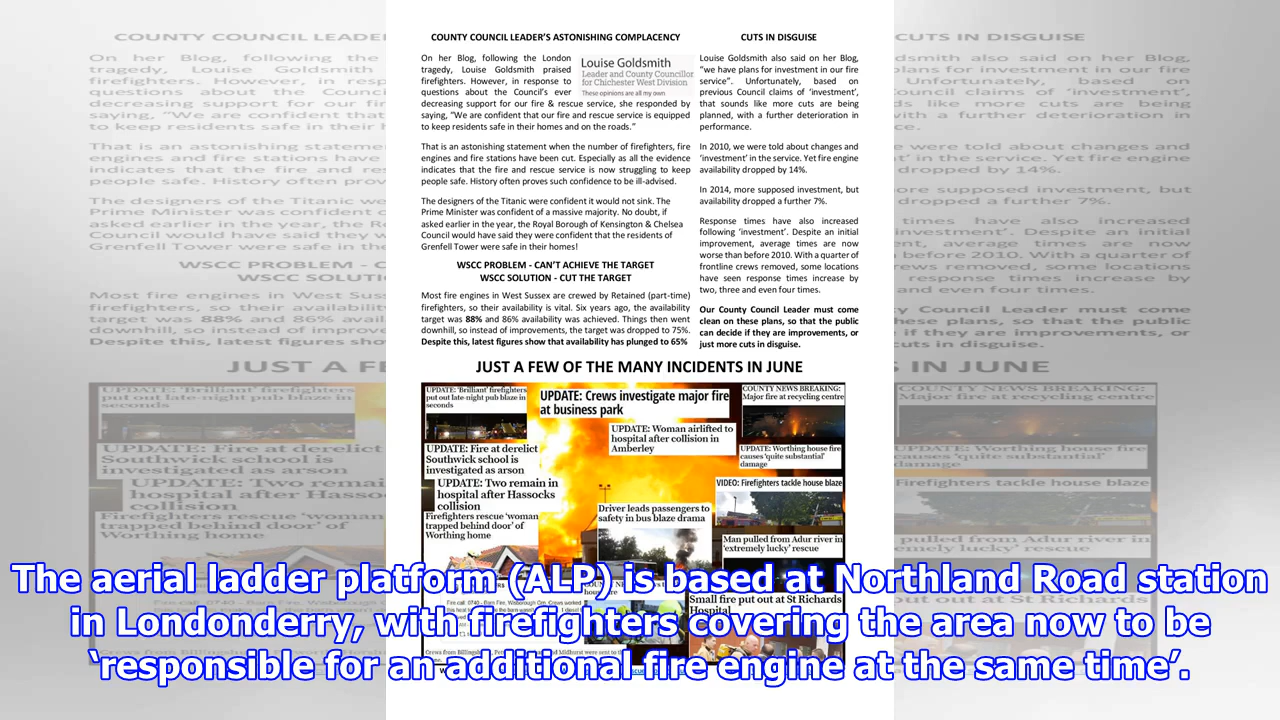 COUNTY COUNCIL LEADER'S ASTONISHING COMPLACENCY
On her Blog, following the London
tragedy, Louise Goldsmith praised
firefighters. However, in response to
questions about the Council's ever
decreasing support for our fire & rescue service, she responded by
saying, "We are confident that our fire and rescue service is equipped
to keep residents safe in their homes and on the roads."
Louise Goldsmith
Leader and County Councillor
for Chichester West Division
These opinions are all my own
That is an astonishing statement when the number of firefighters, fire
engines and fire stations have been cut. Especially as all the evidence
indicates that the fire and rescue service is now struggling to keep
people safe. History often proves such confidence to be ill-advised.
The designers of the Titanic were confident it would not sink. The
Prime Minister was confident of a massive majority. No doubt, if
asked earlier in the year, the Royal Borough of Kensington & Chelsea
Council would have said they were confident that the residents of
Grenfell Tower were safe in their homes!
WSCC PROBLEM - CAN'T ACHIEVE THE TARGET
WSCC SOLUTION - CUT THE TARGET
Most fire engines in West Sussex are crewed by Retained (part-time)
firefighters, so their availability is vital. Six years ago, the availability
target was 88% and 86% availability was achieved. Things then went
downhill, so instead of improvements, the target was dropped to 75%.
Despite this, latest figures show that availability has plunged to 65%
CUTS IN DISGUISE
Louise Goldsmith also said on her Blog,
"we have plans for investment in our fire
service". Unfortunately, based on
previous Council claims of 'investment',
that sounds like more cuts are being
planned, with a further deterioration in
performance.
In 2010, we were told about changes and
'investment' in the service. Yet fire engine
availability dropped by 14%.
In 2014, more supposed investment, but
availability dropped a further 7%.
Response times have also increased
following 'investment'. Despite an initial
improvement, average times are now
worse than before 2010. With a quarter of
frontline crews removed, some locations
have seen response times increase by
two, three and even four times.
Our County Council Leader must come
clean on these plans, so that the public
can decide if they are improvements, or
just more cuts in disguise.
JUST A FEW OF THE MANY INCIDENTS IN JUNE
UPDATE: 'Brilliant' firefighters
put out late-night pub blaze in
seconds
UPDATE: Crews investigate major fire
at business park
COUNTY NEWS BREAKING:
Major fire at recycling centre
UPDATE: Woman airlifted to
hospital after collision in
Amberley
UPDATE: Fire at derelict
Southwick school is
investigated as arson
UPDATE: Worthing house fire
causes 'quite substantial'
damage
UPDATE: Two remain in
hospital after Hassocks
collision
VIDEO: Firefighters tackle house blaze
Firefighters rescue 'woman
trapped behind door' of
Worthing home
Driver leads passengers to
safety in bus blaze drama
Man pulled from Adur river in
'extremely lucky' rescue
Small fire put out at St Richards
Hospital
The aerial ladder platform (ALP) is based at Northland Road station
in Londonderry, with firefighters covering the area now to be
'responsible for an additional fire engine at the same time'.